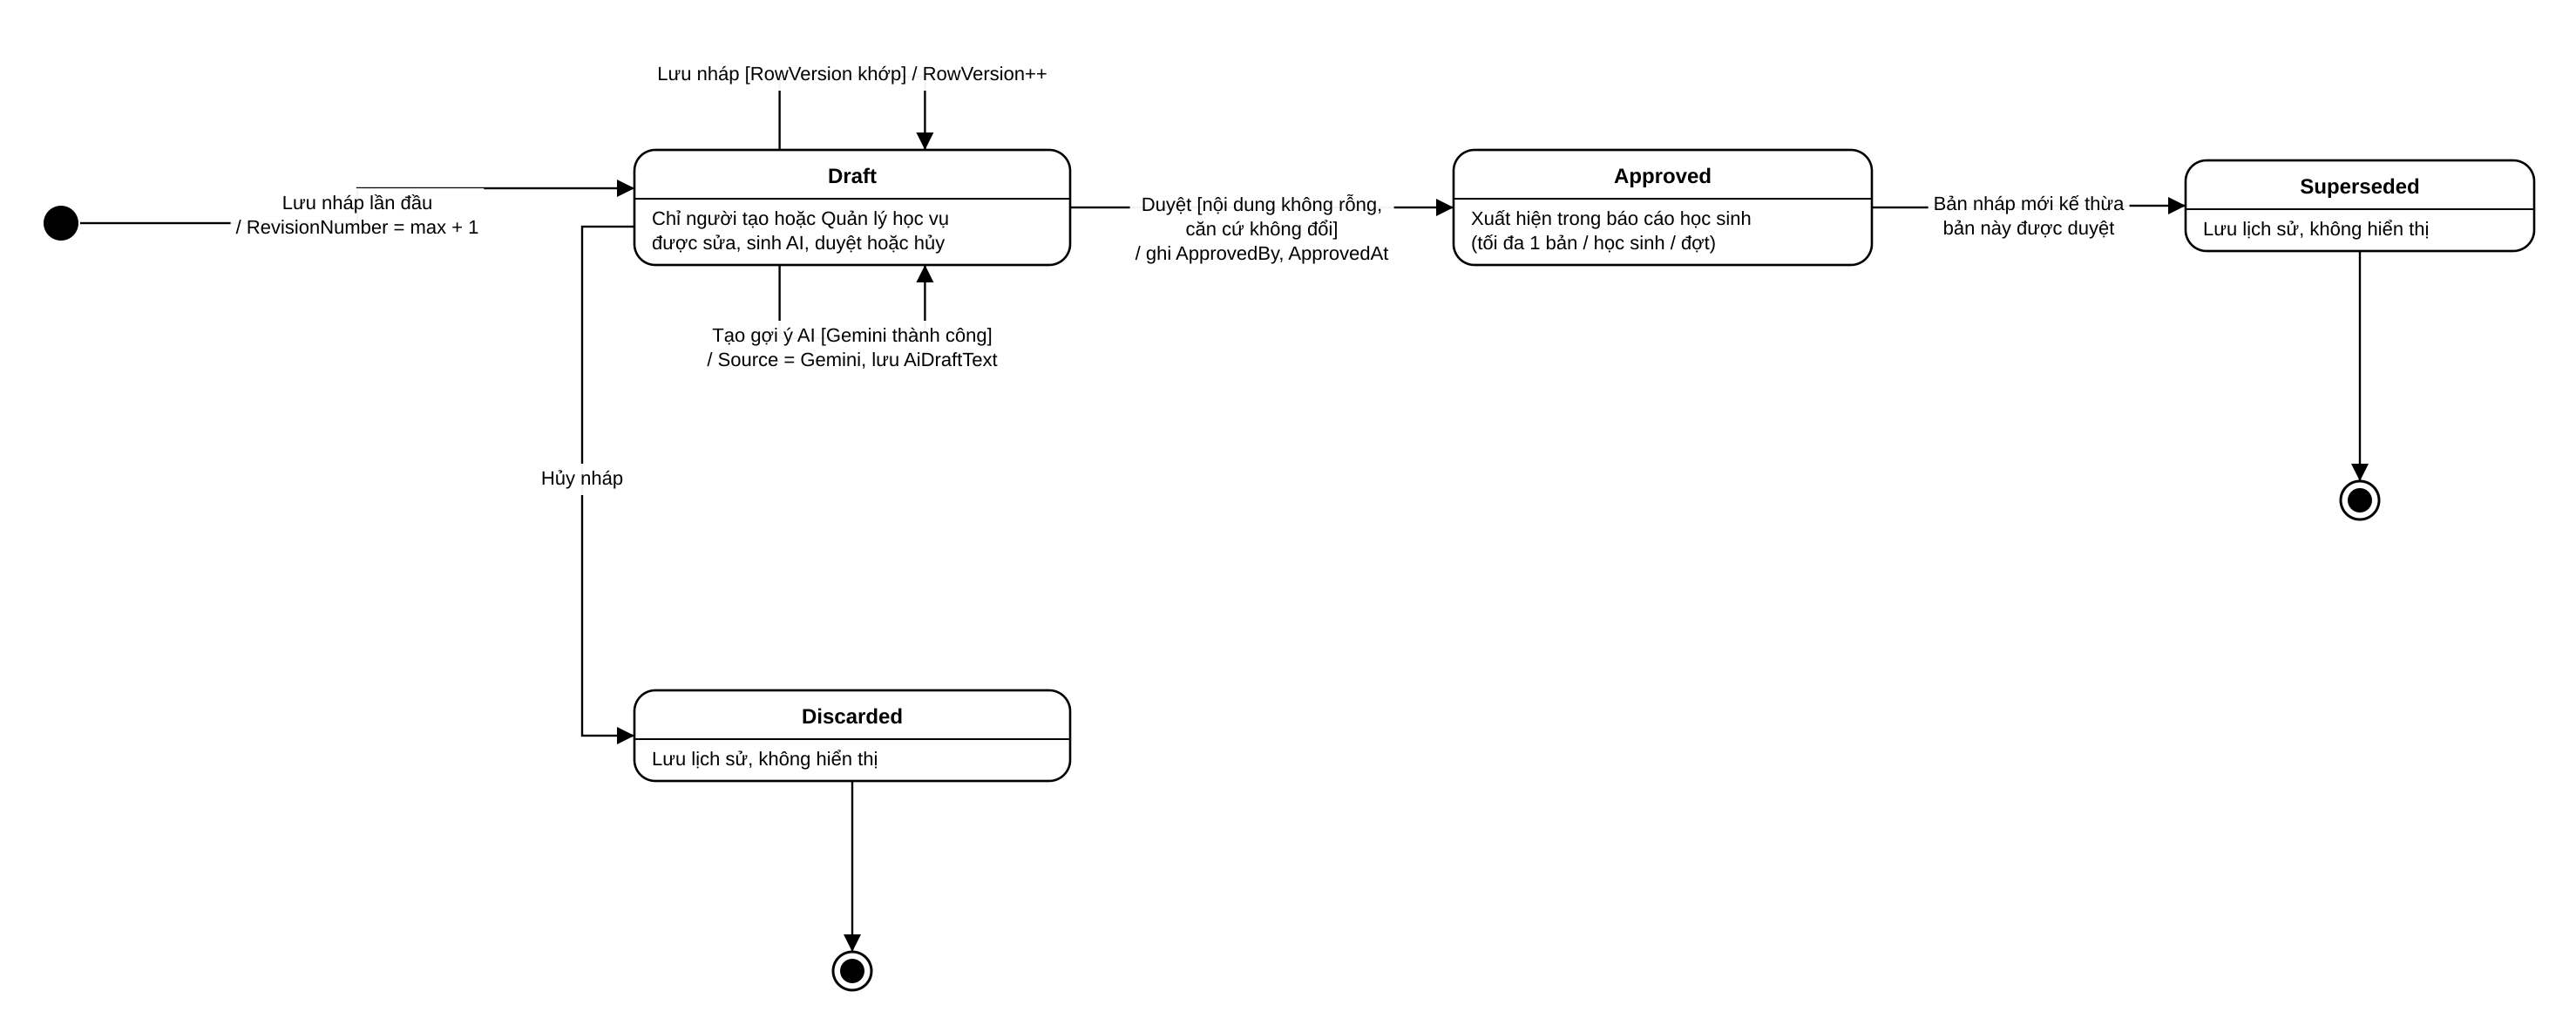 Lưu nháp [RowVersion khớp] / RowVersion++
Lưu nháp lần đầu
/ RevisionNumber = max + 1
Draft
Chỉ người tạo hoặc Quản lý học vụ
được sửa, sinh AI, duyệt hoặc hủy
Duyệt [nội dung không rỗng,
căn cứ không đổi]
/ ghi ApprovedBy, ApprovedAt
Approved
Xuất hiện trong báo cáo học sinh
(tối đa 1 bản / học sinh / đợt)
Bản nháp mới kế thừa
bản này được duyệt
Superseded
Lưu lịch sử, không hiển thị
Tạo gợi ý AI [Gemini thành công]
/ Source = Gemini, lưu AiDraftText
Hủy nháp
Discarded
Lưu lịch sử, không hiển thị